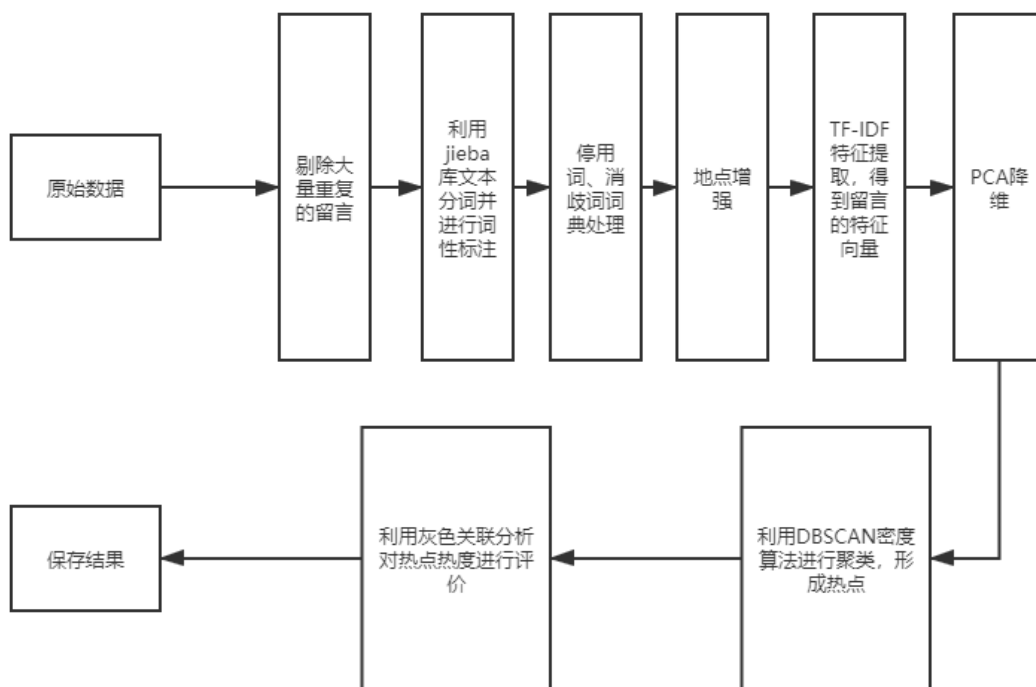 原始数据
剔除大
量重复
的留言
利用
jieba
库文本
分词并
进行词
性标注
停用
词、消
歧词词
典处理
地点增
强
TF-IDF
特征提
取，得
到留言
的特征
向量
PCA降
维
利用DBSCAN密度
算法进行聚类，形
成热点
利用灰色关联分析
对热点热度进行评
价
保存结果